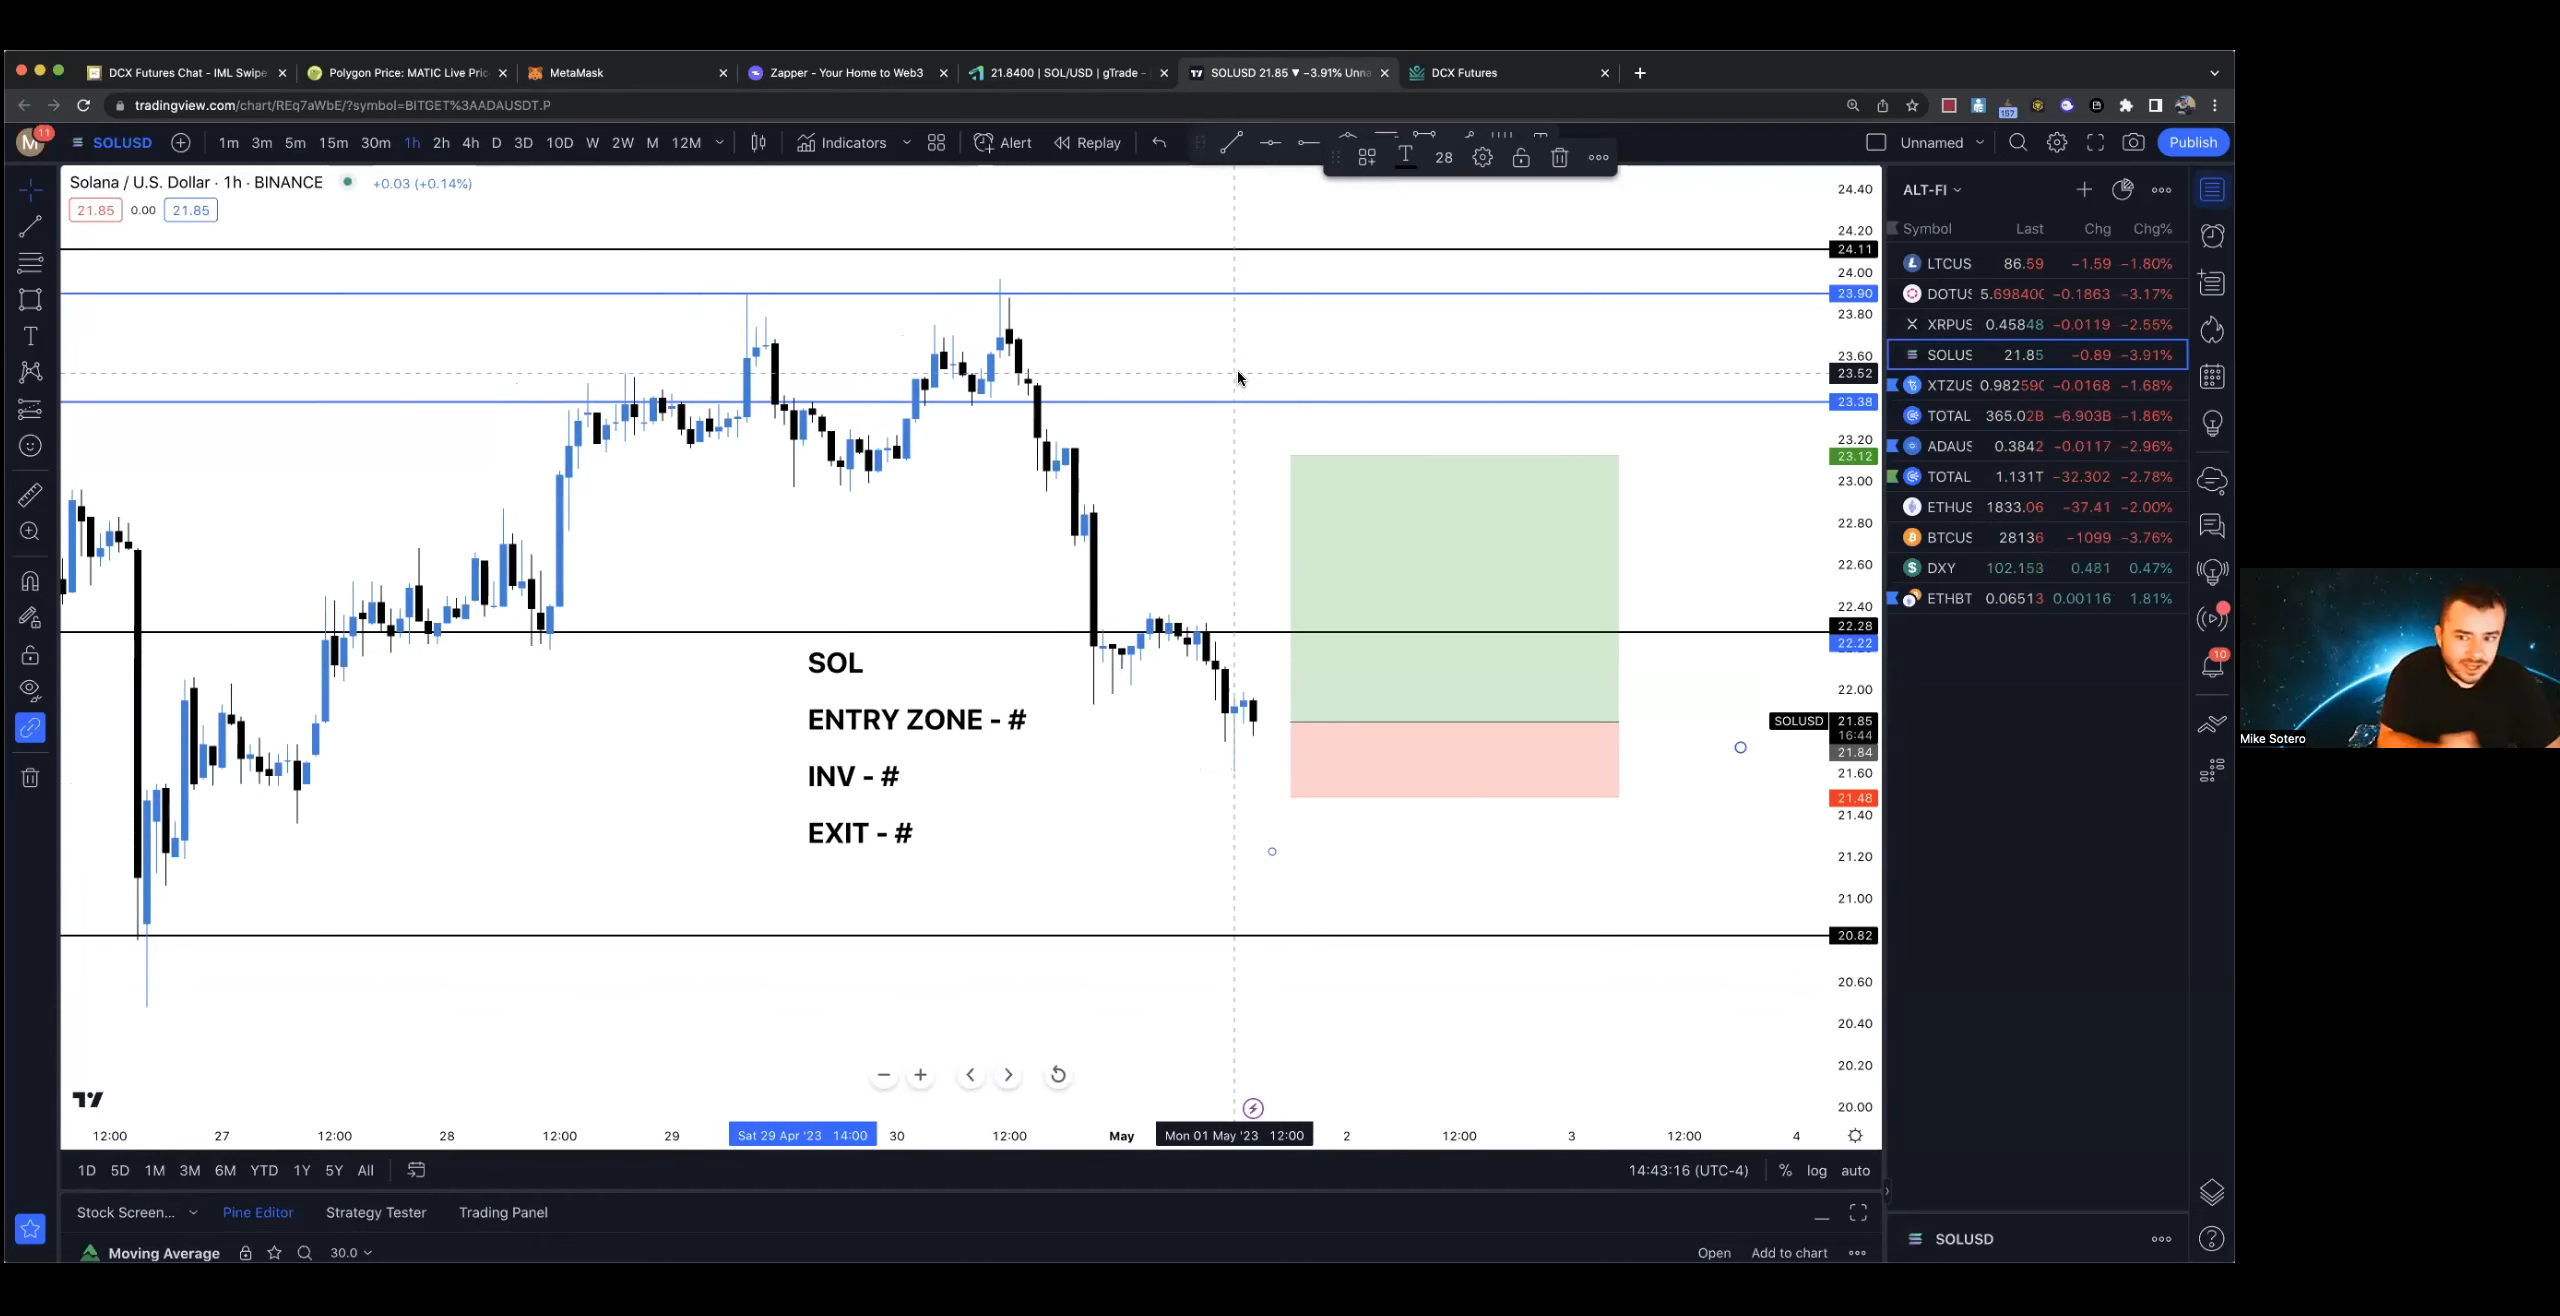 DCX Futures Chat - IML Swipe
Polygon Price: MATIC Live Pric
MetaMask
Zapper - Your Home to Web3
21.8400 | SOL/USD | gTrade -
SOLUSD 21.85 ▼ −3.91% Unna
DCX Futures
tradingview.com/chart/REq7aWbE/?symbol=BITGET%3AADAUSDT.P
157
M
11
SOLUSD
1m 3m 5m 15m 30m 1h 2h 4h D 3D 10D W 2W M 12M
Indicators
Alert
Replay
Unnamed
Publish
T 28
Solana / U.S. Dollar · 1h · BINANCE
+0.03 (+0.14%)
21.85 0.00 21.85
24.40
24.20
24.11
24.00
23.90
23.80
23.60
23.52
23.38
23.20
23.12
23.00
22.80
22.60
22.40
22.28
22.22
22.00
SOLUSD 21.85
16:44
21.84
21.60
21.48
21.40
21.20
21.00
20.82
20.60
20.40
20.20
20.00
SOL
ENTRY ZONE - #
INV - #
EXIT - #
12:00 27 12:00 28 12:00 29 Sat 29 Apr '23 14:00 30 12:00 May Mon 01 May '23 12:00 2 12:00 3 12:00 4
1D 5D 1M 3M 6M YTD 1Y 5Y All
14:43:16 (UTC-4) % log auto
Stock Screen... Pine Editor Strategy Tester Trading Panel
Moving Average 30.0
Open Add to chart
ALT-FI
Symbol Last Chg Chg%
LTCUS 86.59 −1.59 −1.80%
DOTUS 5.698400 −0.1863 −3.17%
XRPUS 0.45848 −0.0119 −2.55%
SOLUS 21.85 −0.89 −3.91%
XTZUS 0.982590 −0.0168 −1.68%
TOTAL 365.02B −6.903B −1.86%
ADAUS 0.3842 −0.0117 −2.96%
TOTAL 1.131T −32.302 −2.78%
ETHUS 1833.06 −37.41 −2.00%
BTCUS 28136 −1099 −3.76%
DXY 102.153 0.481 0.47%
ETHBT 0.06513 0.00116 1.81%
10
SOLUSD
Mike Sotero